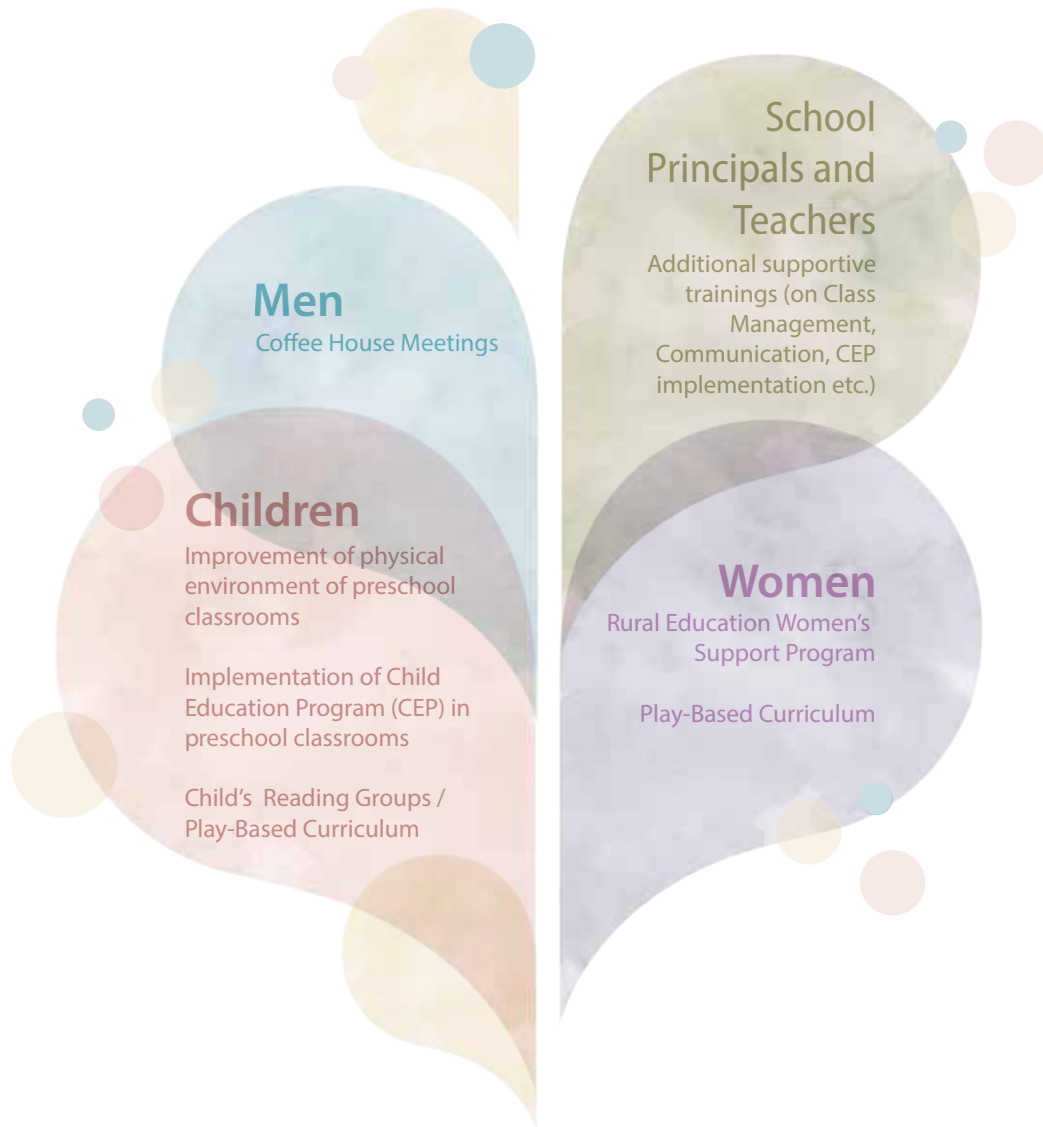 Men
Coffee House Meetings
Children
Improvement of physical
environment of preschool
classrooms
Implementation of Child
Education Program (CEP) in
preschool classrooms
Child's  Reading Groups /
Play-Based Curriculum
School
Principals and
Teachers
Additional supportive
trainings (on Class
Management,
Communication, CEP
implementation etc.)
Women
Rural Education Women's
Support Program
Play-Based Curriculum